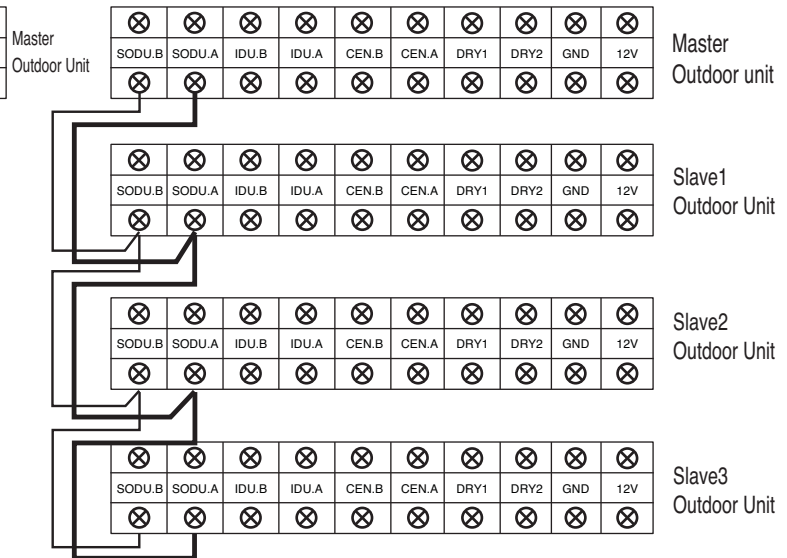 Master
Outdoor Unit
SODU.B SODU.A IDU.B IDU.A CEN.B CEN.A DRY1 DRY2 GND 12V
Master
Outdoor unit
SODU.B SODU.A IDU.B IDU.A CEN.B CEN.A DRY1 DRY2 GND 12V
Slave1
Outdoor Unit
SODU.B SODU.A IDU.B IDU.A CEN.B CEN.A DRY1 DRY2 GND 12V
Slave2
Outdoor Unit
SODU.B SODU.A IDU.B IDU.A CEN.B CEN.A DRY1 DRY2 GND 12V
Slave3
Outdoor Unit